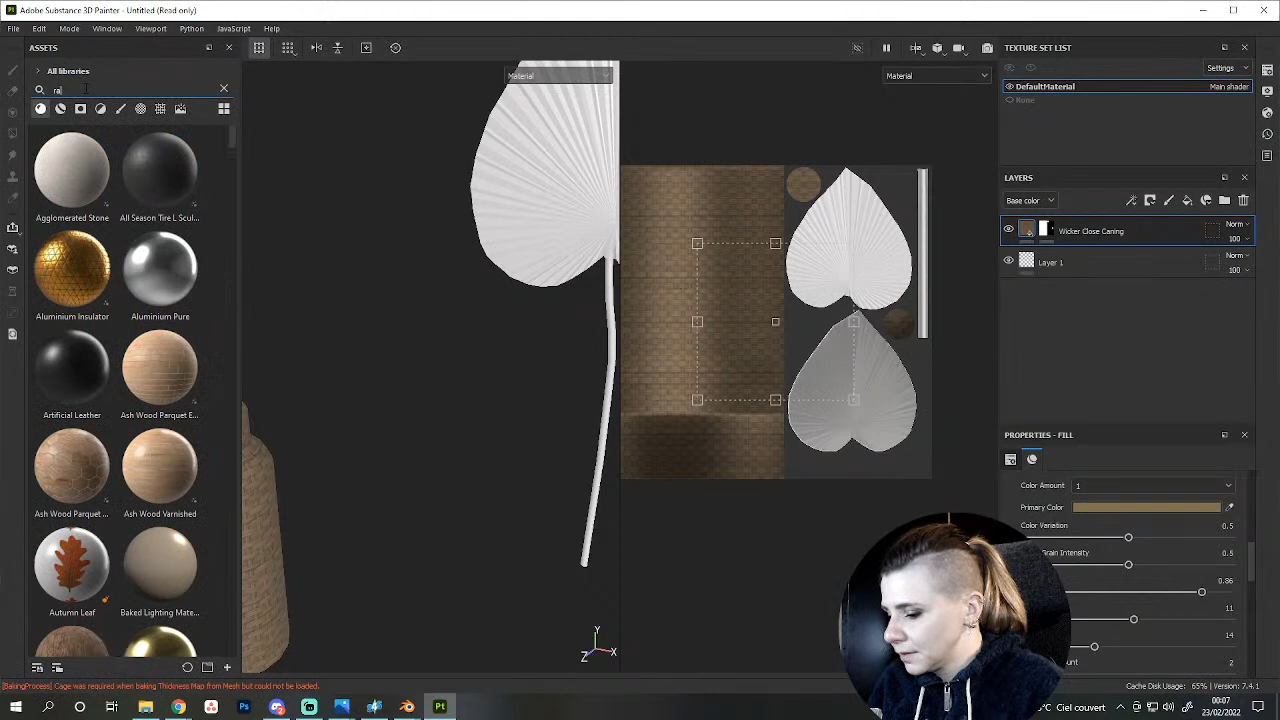 Adobe Substance 3D Painter - Untitled (Read only)
File Edit Mode Window Viewport Python JavaScript Help
ASSETS
All libraries
ra
Agglomerated Stone
All Season Tire L Scul...
Aluminium Insulator
Aluminium Pure
Artificial Leather
Ash Wood Parquet E...
Ash Wood Parquet ...
Ash Wood Varnished
Autumn Leaf
Baked Lighting Mate...
Material
Material
Y
Z
X
TEXTURE SET LIST
Settings
DefaultMaterial
Main shader
None
LAYERS
Base color
Wicker Close Caning
Norm
100
Layer 1
Norm
100
PROPERTIES - FILL
Color Amount 1
Primary Color
Color Variation 0.5
Grain Intensity 0.5
0.86
11
14
2
[BakingProcess] Cage was required when baking Thickness Map from Mesh but could not be loaded.
Cache Disk Usage: 65% | Version: 7.4.1
Pt
Ps
Pt
Ciel couvert
00:07
23/02/2022